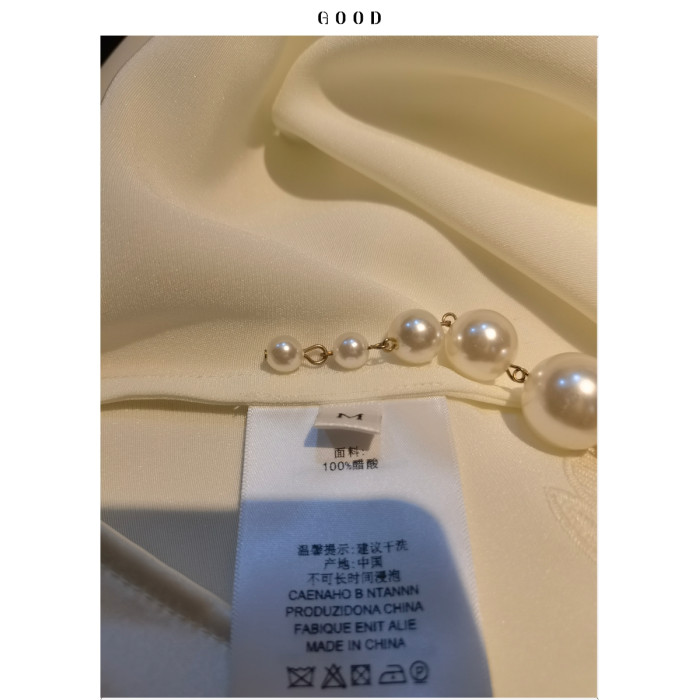 GOOD
M
面料:
100%醋酸
温馨提示:建议干洗
产地:中国
不可长时间浸泡
CAENAHO B NTANNN
PRODUZIDONA CHINA
FABIQUE ENIT ALIE
MADE IN CHINA